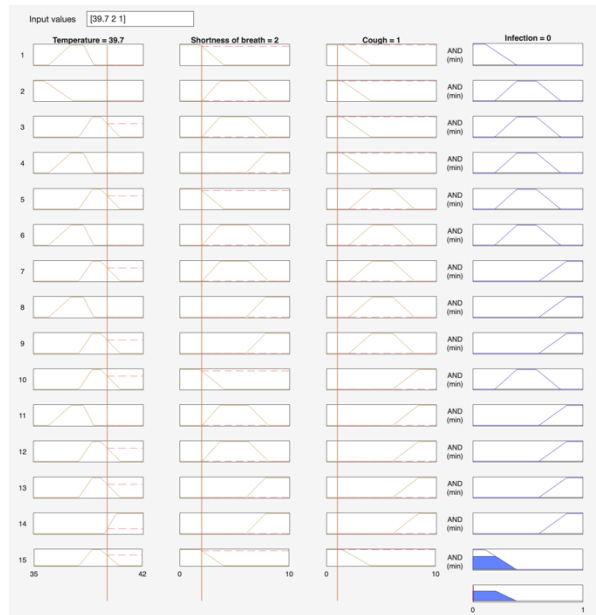 Input values [39.7 2 1]
Temperature = 39.7 Shortness of breath = 2 Cough = 1 Infection = 0
1 AND
(min)
2 AND
(min)
3 AND
(min)
4 AND
(min)
5 AND
(min)
6 AND
(min)
7 AND
(min)
8 AND
(min)
9 AND
(min)
10 AND
(min)
11 AND
(min)
12 AND
(min)
13 AND
(min)
14 AND
(min)
15 AND
(min)
35 42 0 10 0 10
0 1